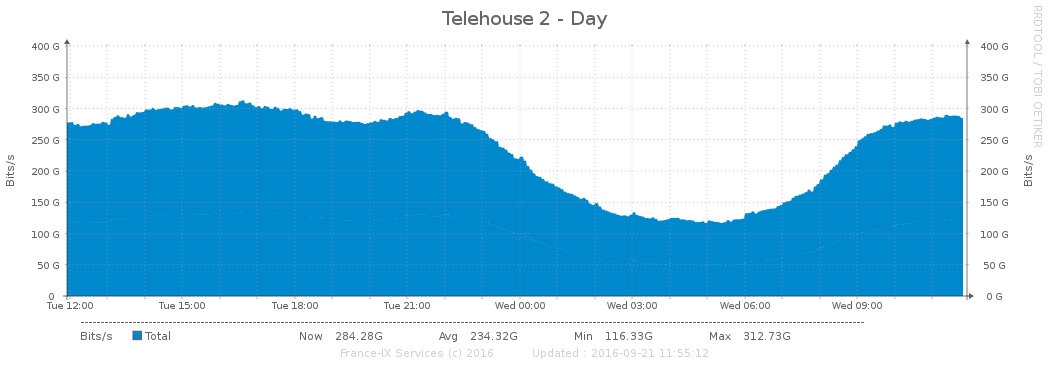 Telehouse 2 - Day
RRDTOOL / TOBI OETIKER
400 G 400 G
350 G 350 G
300 G 300 G
250 G 250 G
200 G 200 G
150 G 150 G
100 G 100 G
50 G 50 G
0 0 G
Bits/s Bits/s
Tue 12:00 Tue 15:00 Tue 18:00 Tue 21:00 Wed 00:00 Wed 03:00 Wed 06:00 Wed 09:00
Bits/s Total Now 284.28G Avg 234.32G Min 116.33G Max 312.73G
France-IX Services (c) 2016 Updated : 2016-09-21 11:55:12